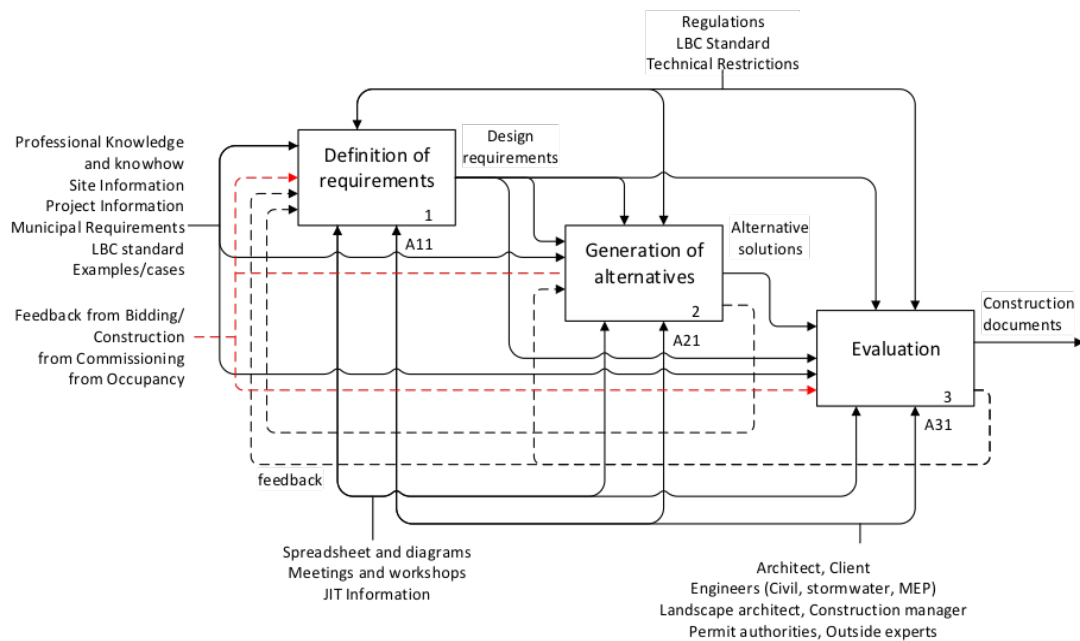 Regulations
LBC Standard
Technical Restrictions
Professional Knowledge
and knowhow
Site Information
Project Information
Municipal Requirements
LBC standard
Examples/cases
Definition of
requirements
1
A11
Design
requirements
Generation of
alternatives
2
A21
Alternative
solutions
Evaluation
3
A31
Construction
documents
Feedback from Bidding/
Construction
from Commissioning
from Occupancy
feedback
Spreadsheet and diagrams
Meetings and workshops
JIT Information
Architect, Client
Engineers (Civil, stormwater, MEP)
Landscape architect, Construction manager
Permit authorities, Outside experts